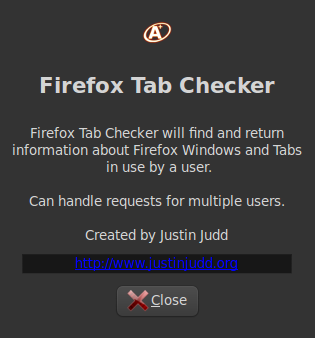 A+
Firefox Tab Checker
Firefox Tab Checker will find and return
information about Firefox Windows and Tabs
in use by a user.
Can handle requests for multiple users.
Created by Justin Judd
http://www.justinjudd.org
Close